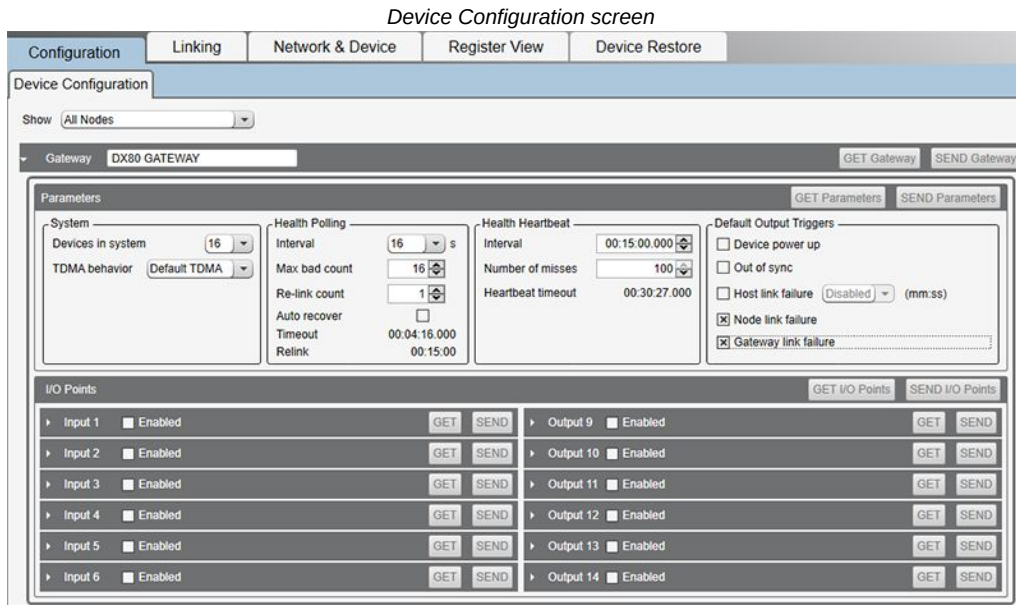 Device Configuration screen
Configuration Linking Network & Device Register View Device Restore
Device Configuration
Show All Nodes
Gateway DX80 GATEWAY GET Gateway SEND Gateway
Parameters GET Parameters SEND Parameters
System
Devices in system 16
TDMA behavior Default TDMA
Health Polling
Interval 16 s
Max bad count 16
Re-link count 1
Auto recover
Timeout 00:04:16.000
Relink 00:15:00
Health Heartbeat
Interval 00:15:00.000
Number of misses 100
Heartbeat timeout 00:30:27.000
Default Output Triggers
Device power up
Out of sync
Host link failure Disabled (mm:ss)
Node link failure
Gateway link failure
I/O Points GET I/O Points SEND I/O Points
Input 1 Enabled GET SEND Output 9 Enabled GET SEND
Input 2 Enabled GET SEND Output 10 Enabled GET SEND
Input 3 Enabled GET SEND Output 11 Enabled GET SEND
Input 4 Enabled GET SEND Output 12 Enabled GET SEND
Input 5 Enabled GET SEND Output 13 Enabled GET SEND
Input 6 Enabled GET SEND Output 14 Enabled GET SEND